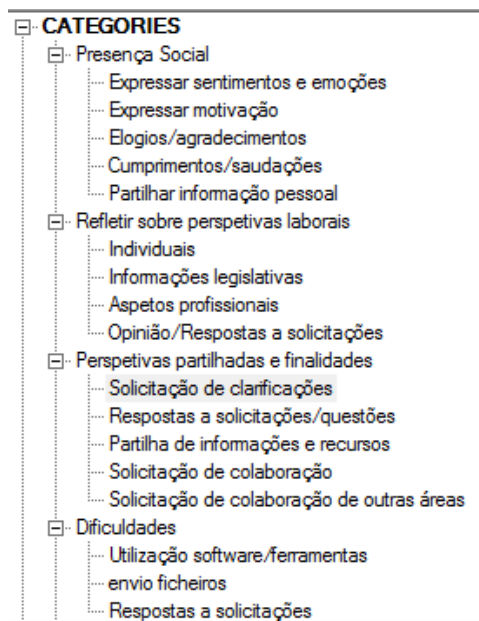 CATEGORIES
Presença Social
Expressar sentimentos e emoções
Expressar motivação
Elogios/agradecimentos
Cumprimentos/saudações
Partilhar informação pessoal
Refletir sobre perspetivas laborais
Individuais
Informações legislativas
Aspetos profissionais
Opinião/Respostas a solicitações
Perspetivas partilhadas e finalidades
Solicitação de clarificações
Respostas a solicitações/questões
Partilha de informações e recursos
Solicitação de colaboração
Solicitação de colaboração de outras áreas
Dificuldades
Utilização software/ferramentas
envio ficheiros
Respostas a solicitações